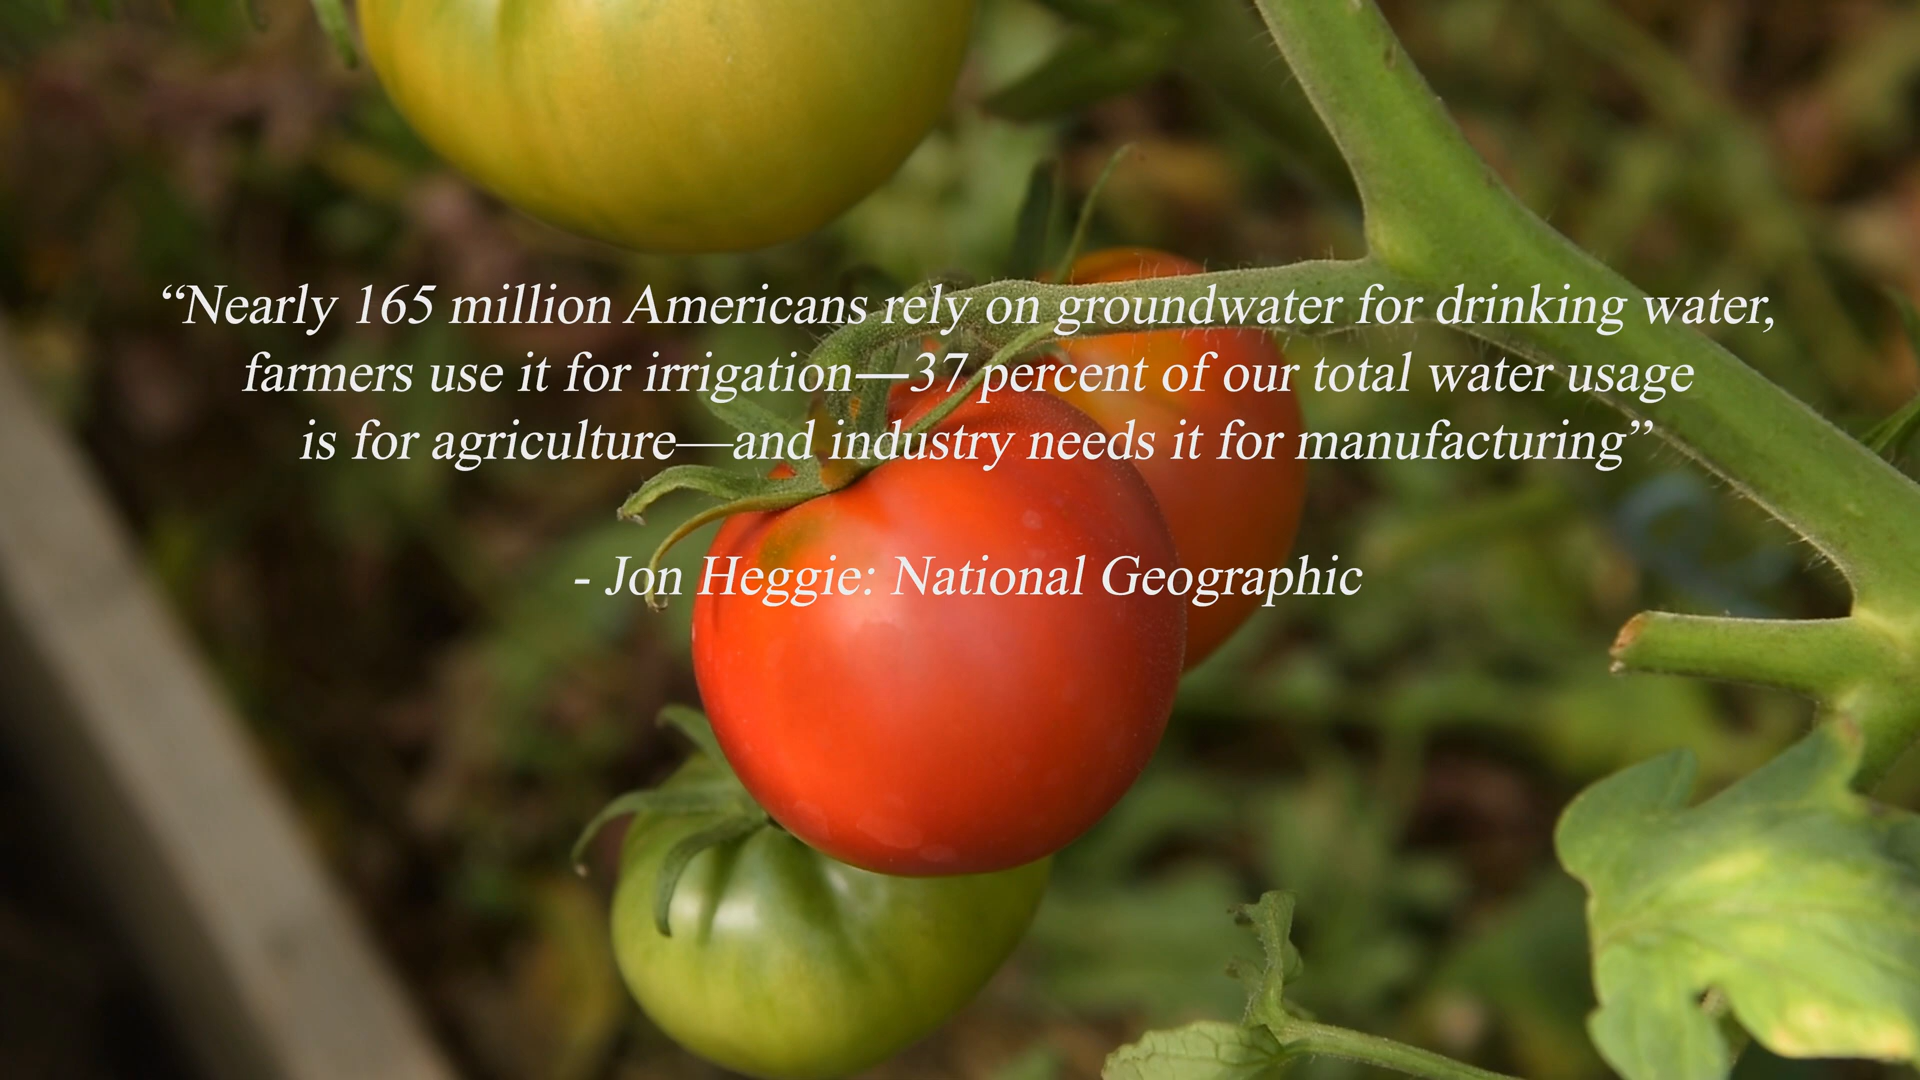 “Nearly 165 million Americans rely on groundwater for drinking water,
farmers use it for irrigation—37 percent of our total water usage
is for agriculture—and industry needs it for manufacturing”
- Jon Heggie: National Geographic